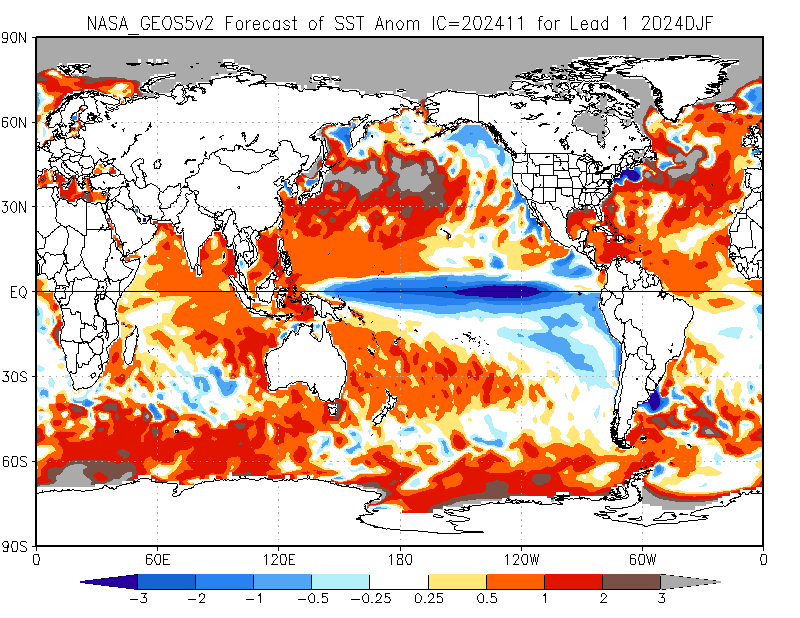 NASA_GEOS5v2 Forecast of SST Anom IC=202411 for Lead 1 2024DJF
90N
60N
30N
EQ
30S
60S
90S
0 60E 120E 180 120W 60W 0
-3 -2 -1 -0.5 -0.25 0.25 0.5 1 2 3